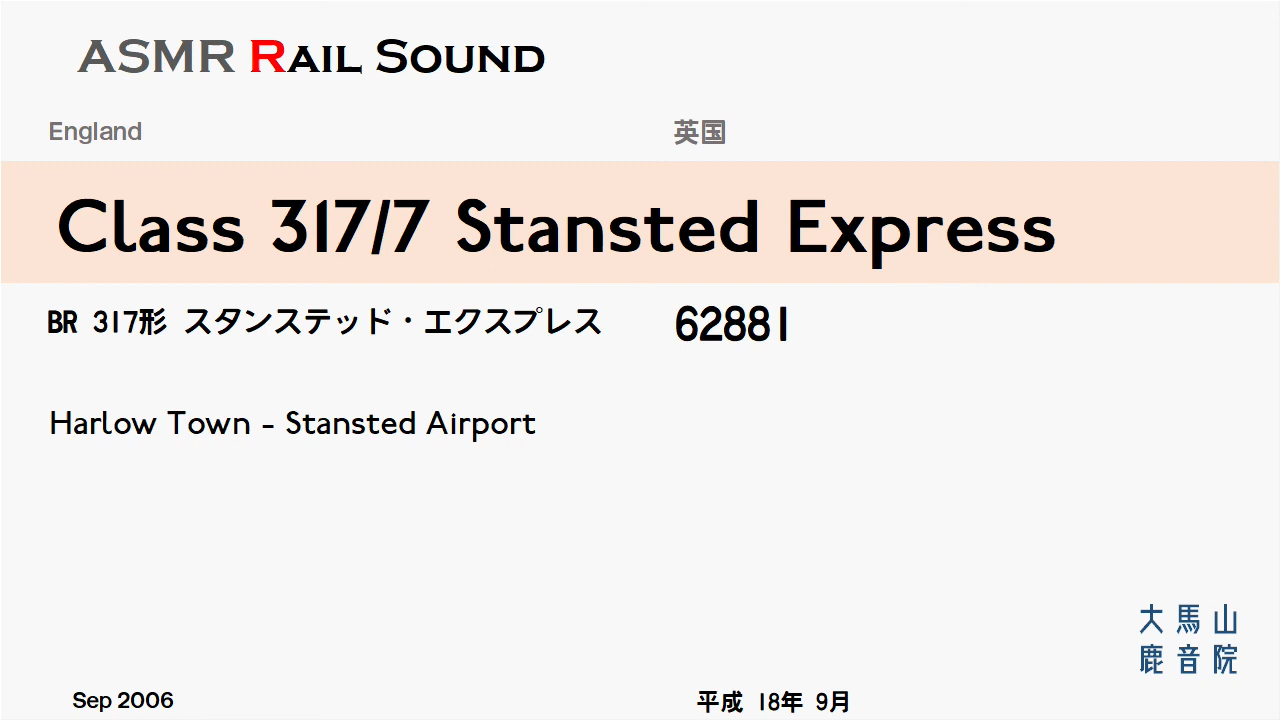 ASMR RAIL SOUND
England 英国
Class 317/7 Stansted Express
BR 317形 スタンステッド・エクスプレス 62881
Harlow Town - Stansted Airport
大馬山
鹿音院
Sep 2006 平成 18年 9月